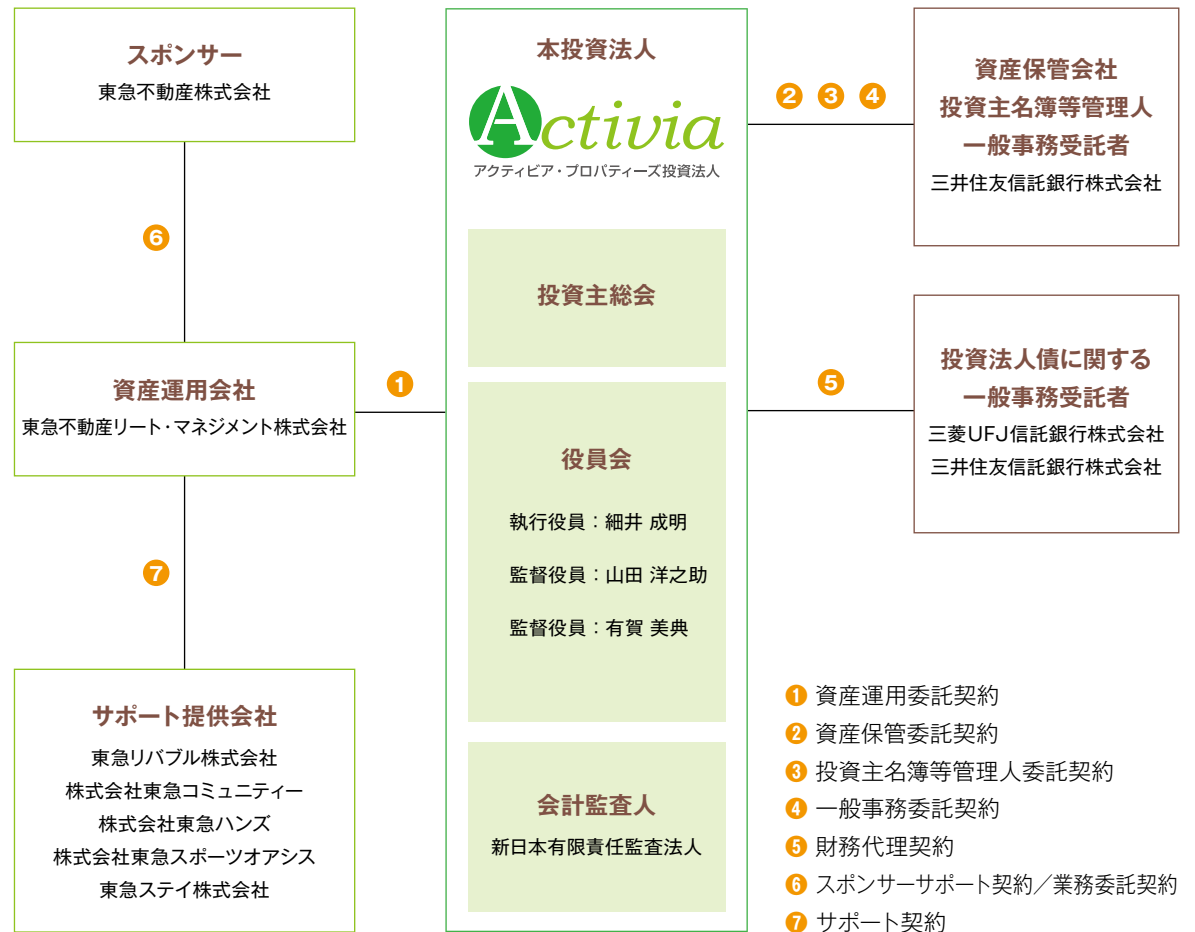 スポンサー
東急不動産株式会社
❻
資産運用会社
東急不動産リート・マネジメント株式会社
❶
❼
サポート提供会社
東急リバブル株式会社
株式会社東急コミュニティー
株式会社東急ハンズ
株式会社東急スポーツオアシス
東急ステイ株式会社
本投資法人
Activia
アクティビア・プロパティーズ投資法人
投資主総会
役員会
執行役員：細井 成明
監督役員：山田 洋之助
監督役員：有賀 美典
会計監査人
新日本有限責任監査法人
❷ ❸ ❹
資産保管会社
投資主名簿等管理人
一般事務受託者
三井住友信託銀行株式会社
❺
投資法人債に関する
一般事務受託者
三菱UFJ信託銀行株式会社
三井住友信託銀行株式会社
❶ 資産運用委託契約
❷ 資産保管委託契約
❸ 投資主名簿等管理人委託契約
❹ 一般事務委託契約
❺ 財務代理契約
❻ スポンサーサポート契約／業務委託契約
❼ サポート契約